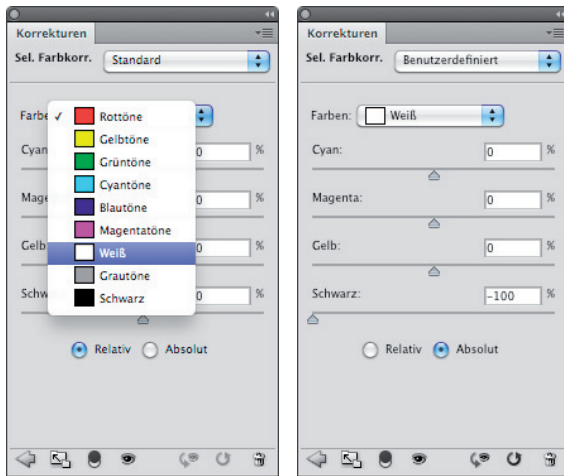 Korrekturen
Sel. Farbkorr. Standard
Farbe ✓ Rottöne
Gelbtöne
Grüntöne
Cyantöne
Blautöne
Magentatöne
Weiß
Grautöne
Schwarz
Cyan 0 %
Mage 0 %
Gelb 0 %
Schw 0 %
Relativ Absolut
Korrekturen
Sel. Farbkorr. Benutzerdefiniert
Farben: Weiß
Cyan: 0 %
Magenta: 0 %
Gelb: 0 %
Schwarz: -100 %
Relativ Absolut